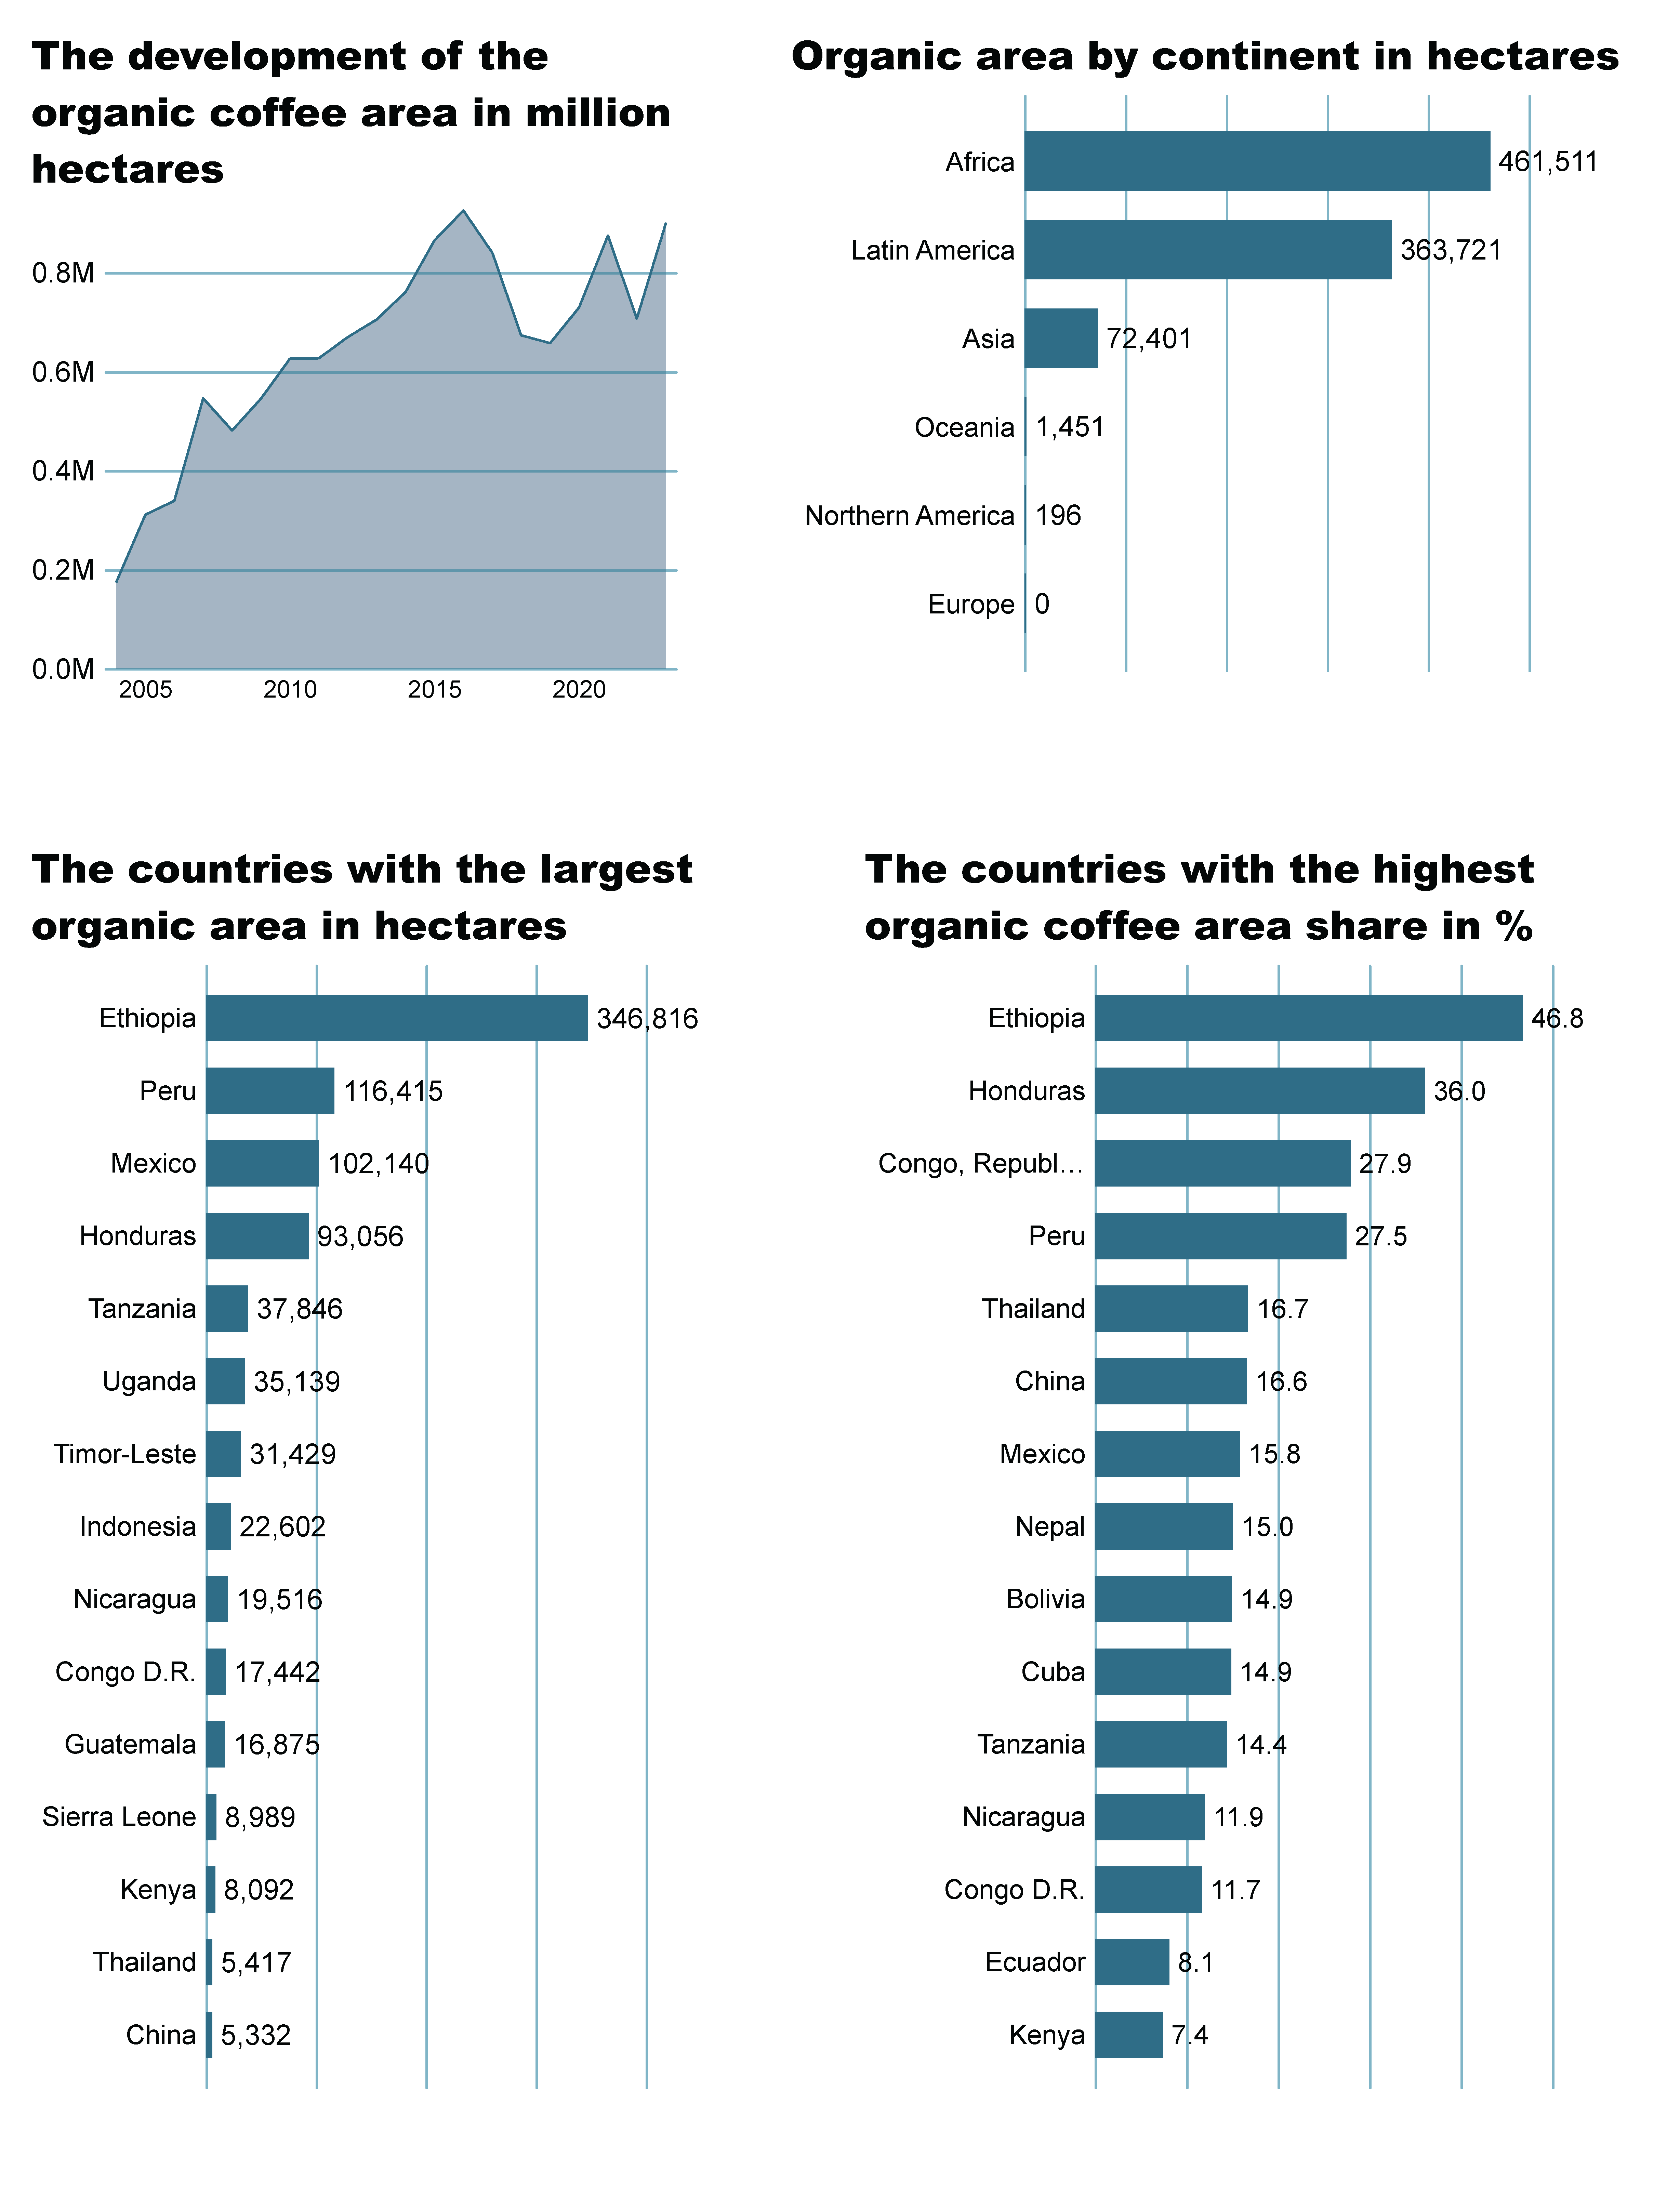 The development of the
organic coffee area in million
hectares
0.8M
0.6M
0.4M
0.2M
0.0M
2005 2010 2015 2020
Organic area by continent in hectares
Africa 461,511
Latin America 363,721
Asia 72,401
Oceania 1,451
Northern America 196
Europe 0
The countries with the largest
organic area in hectares
Ethiopia 346,816
Peru 116,415
Mexico 102,140
Honduras 93,056
Tanzania 37,846
Uganda 35,139
Timor-Leste 31,429
Indonesia 22,602
Nicaragua 19,516
Congo D.R. 17,442
Guatemala 16,875
Sierra Leone 8,989
Kenya 8,092
Thailand 5,417
China 5,332
The countries with the highest
organic coffee area share in %
Ethiopia 46.8
Honduras 36.0
Congo, Republ… 27.9
Peru 27.5
Thailand 16.7
China 16.6
Mexico 15.8
Nepal 15.0
Bolivia 14.9
Cuba 14.9
Tanzania 14.4
Nicaragua 11.9
Congo D.R. 11.7
Ecuador 8.1
Kenya 7.4